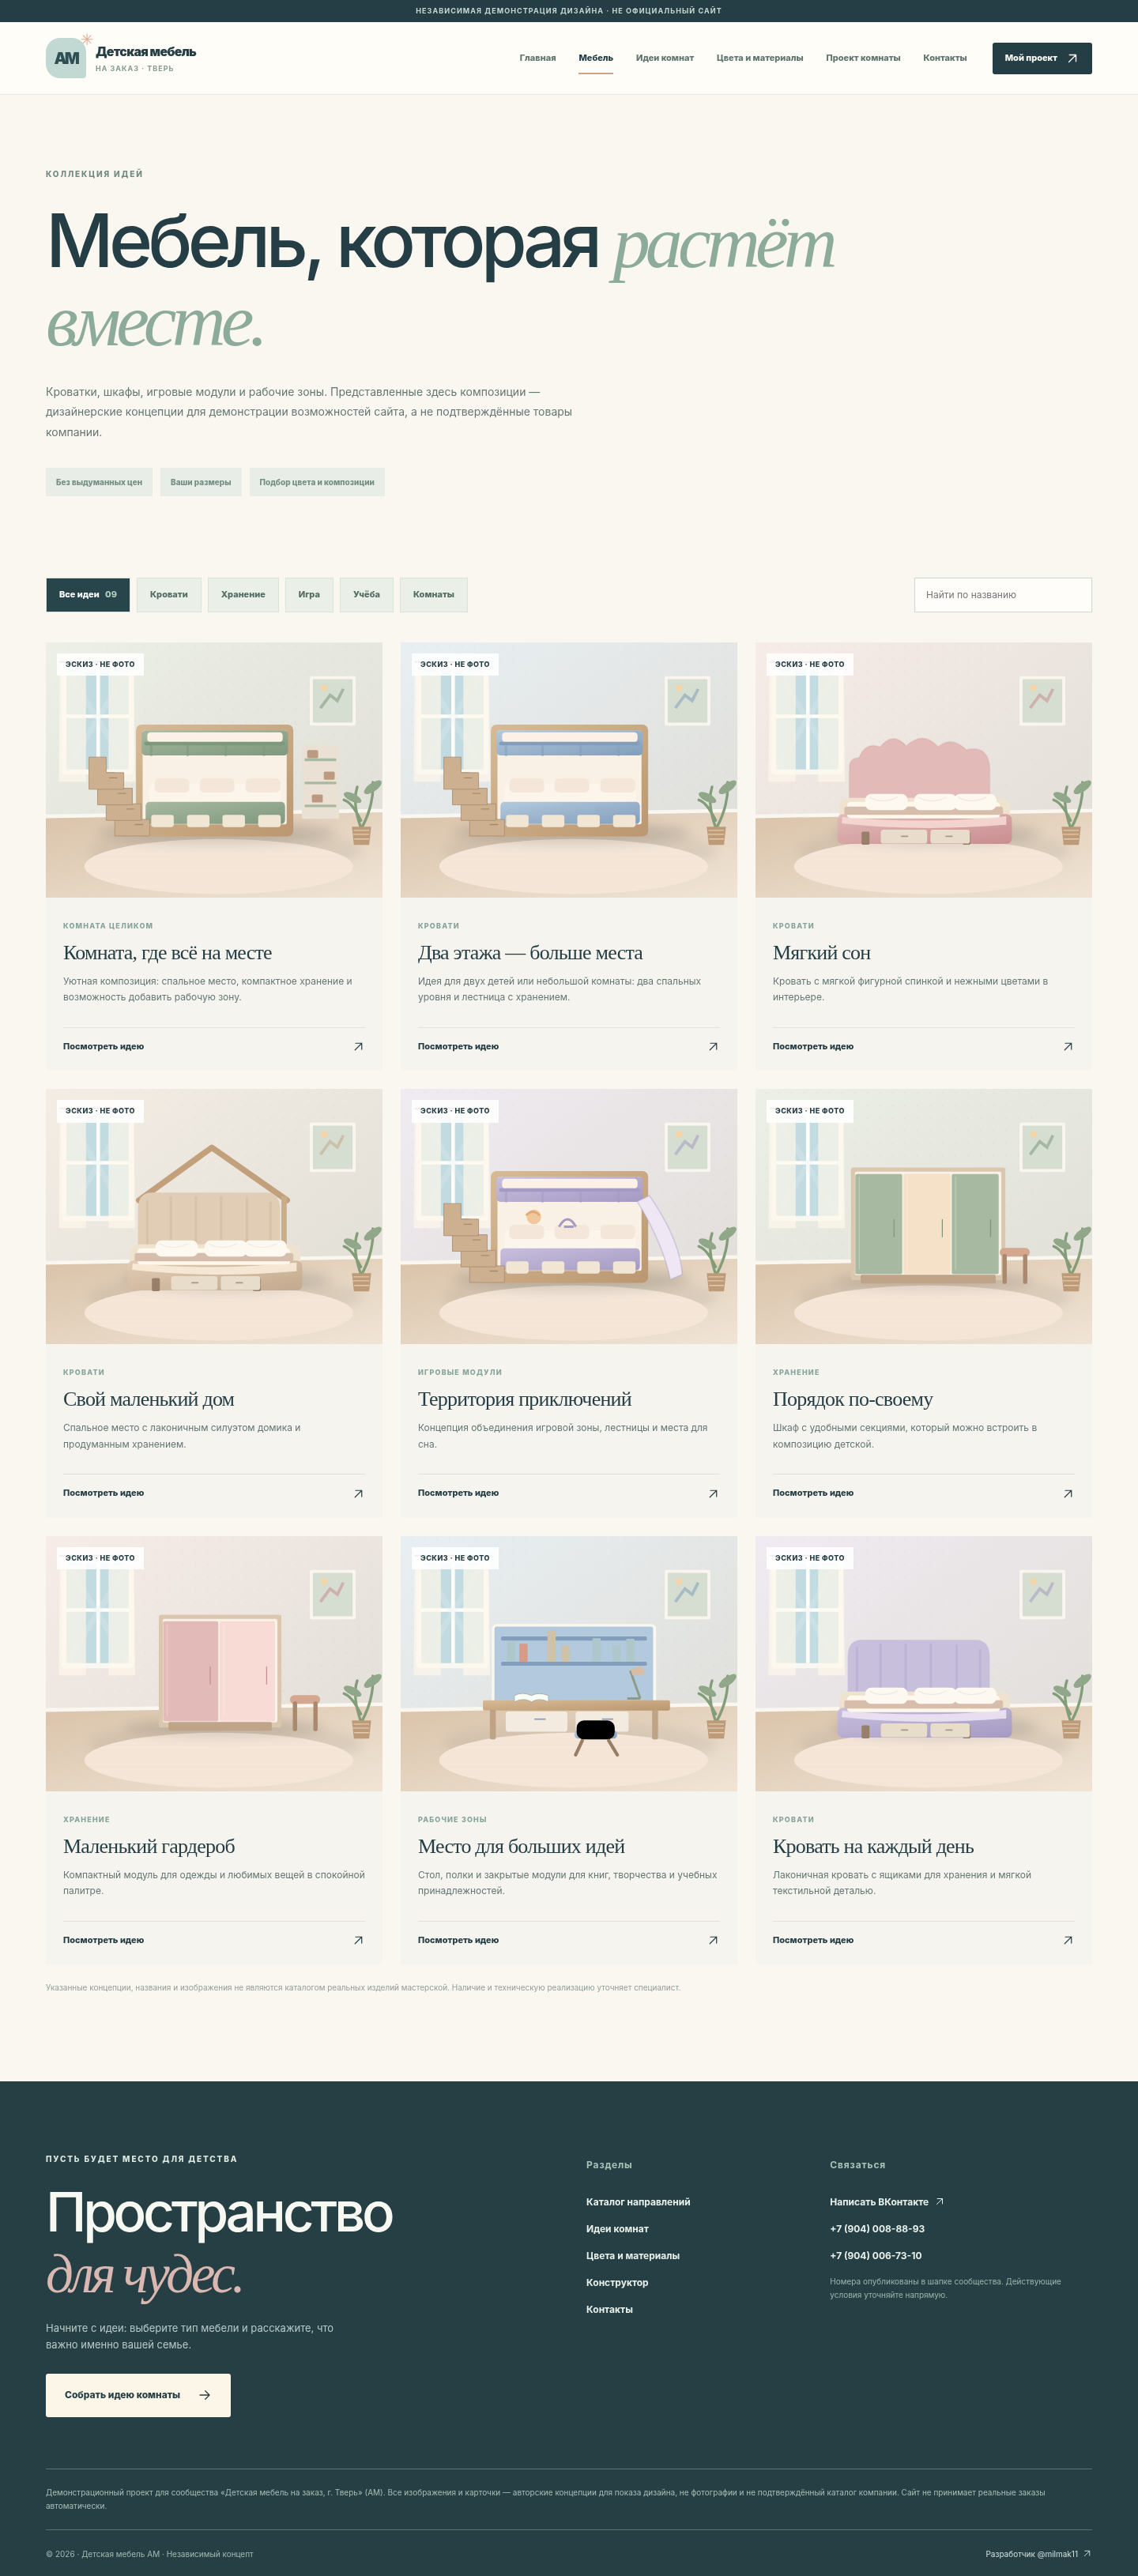 НЕЗАВИСИМАЯ ДЕМОНСТРАЦИЯ ДИЗАЙНА · НЕ ОФИЦИАЛЬНЫЙ САЙТ
АМ
Детская мебель
НА ЗАКАЗ · ТВЕРЬ
Главная Мебель Идеи комнат Цвета и материалы Проект комнаты Контакты Мой проект
КОЛЛЕКЦИЯ ИДЕЙ
Мебель, которая растёт
вместе.
Кроватки, шкафы, игровые модули и рабочие зоны. Представленные здесь композиции —
дизайнерские концепции для демонстрации возможностей сайта, а не подтверждённые товары
компании.
Без выдуманных цен Ваши размеры Подбор цвета и композиции
Все идеи 09 Кровати Хранение Игра Учёба Комнаты Найти по названию
ЭСКИЗ · НЕ ФОТО
КОМНАТА ЦЕЛИКОМ
Комната, где всё на месте
Уютная композиция: спальное место, компактное хранение и
возможность добавить рабочую зону.
Посмотреть идею
ЭСКИЗ · НЕ ФОТО
КРОВАТИ
Два этажа — больше места
Идея для двух детей или небольшой комнаты: два спальных
уровня и лестница с хранением.
Посмотреть идею
ЭСКИЗ · НЕ ФОТО
КРОВАТИ
Мягкий сон
Кровать с мягкой фигурной спинкой и нежными цветами в
интерьере.
Посмотреть идею
ЭСКИЗ · НЕ ФОТО
КРОВАТИ
Свой маленький дом
Спальное место с лаконичным силуэтом домика и
продуманным хранением.
Посмотреть идею
ЭСКИЗ · НЕ ФОТО
ИГРОВЫЕ МОДУЛИ
Территория приключений
Концепция объединения игровой зоны, лестницы и места для
сна.
Посмотреть идею
ЭСКИЗ · НЕ ФОТО
ХРАНЕНИЕ
Порядок по-своему
Шкаф с удобными секциями, который можно встроить в
композицию детской.
Посмотреть идею
ЭСКИЗ · НЕ ФОТО
ХРАНЕНИЕ
Маленький гардероб
Компактный модуль для одежды и любимых вещей в спокойной
палитре.
Посмотреть идею
ЭСКИЗ · НЕ ФОТО
РАБОЧИЕ ЗОНЫ
Место для больших идей
Стол, полки и закрытые модули для книг, творчества и учебных
принадлежностей.
Посмотреть идею
ЭСКИЗ · НЕ ФОТО
КРОВАТИ
Кровать на каждый день
Лаконичная кровать с ящиками для хранения и мягкой
текстильной деталью.
Посмотреть идею
Указанные концепции, названия и изображения не являются каталогом реальных изделий мастерской. Наличие и техническую реализацию уточняет специалист.
ПУСТЬ БУДЕТ МЕСТО ДЛЯ ДЕТСТВА
Пространство
для чудес.
Начните с идеи: выберите тип мебели и расскажите, что
важно именно вашей семье.
Собрать идею комнаты
Разделы
Каталог направлений
Идеи комнат
Цвета и материалы
Конструктор
Контакты
Связаться
Написать ВКонтакте
+7 (904) 008-88-93
+7 (904) 006-73-10
Номера опубликованы в шапке сообщества. Действующие
условия уточняйте напрямую.
Демонстрационный проект для сообщества «Детская мебель на заказ, г. Тверь» (АМ). Все изображения и карточки — авторские концепции для показа дизайна, не фотографии и не подтверждённый каталог компании. Сайт не принимает реальные заказы
автоматически.
© 2026 · Детская мебель АМ · Независимый концепт
Разработчик @milmak11